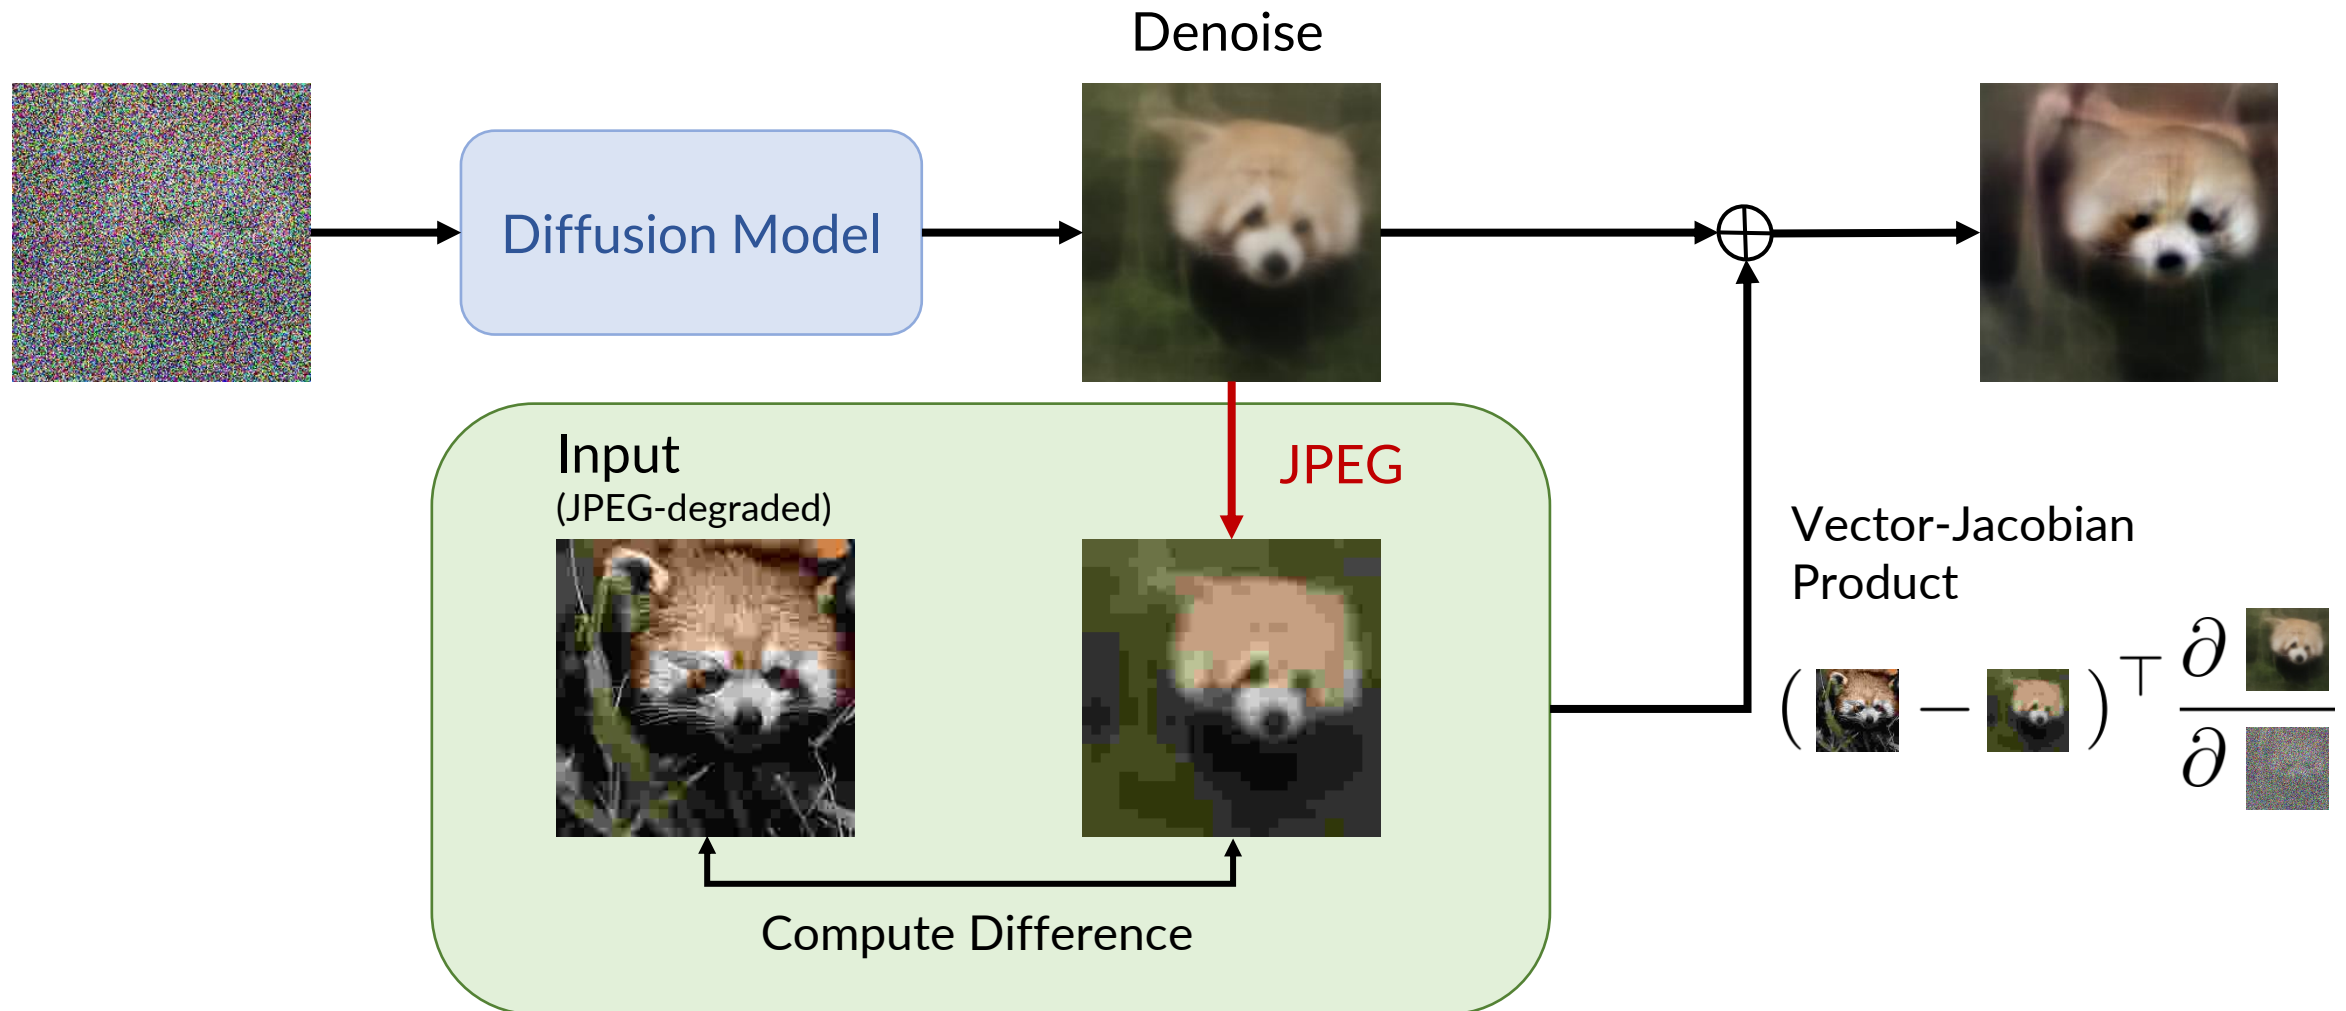 Denoise
Diffusion Model
Input
(JPEG-degraded)
JPEG
Compute Difference
Vector-Jacobian
Product
( − )⊤ ∂
∂